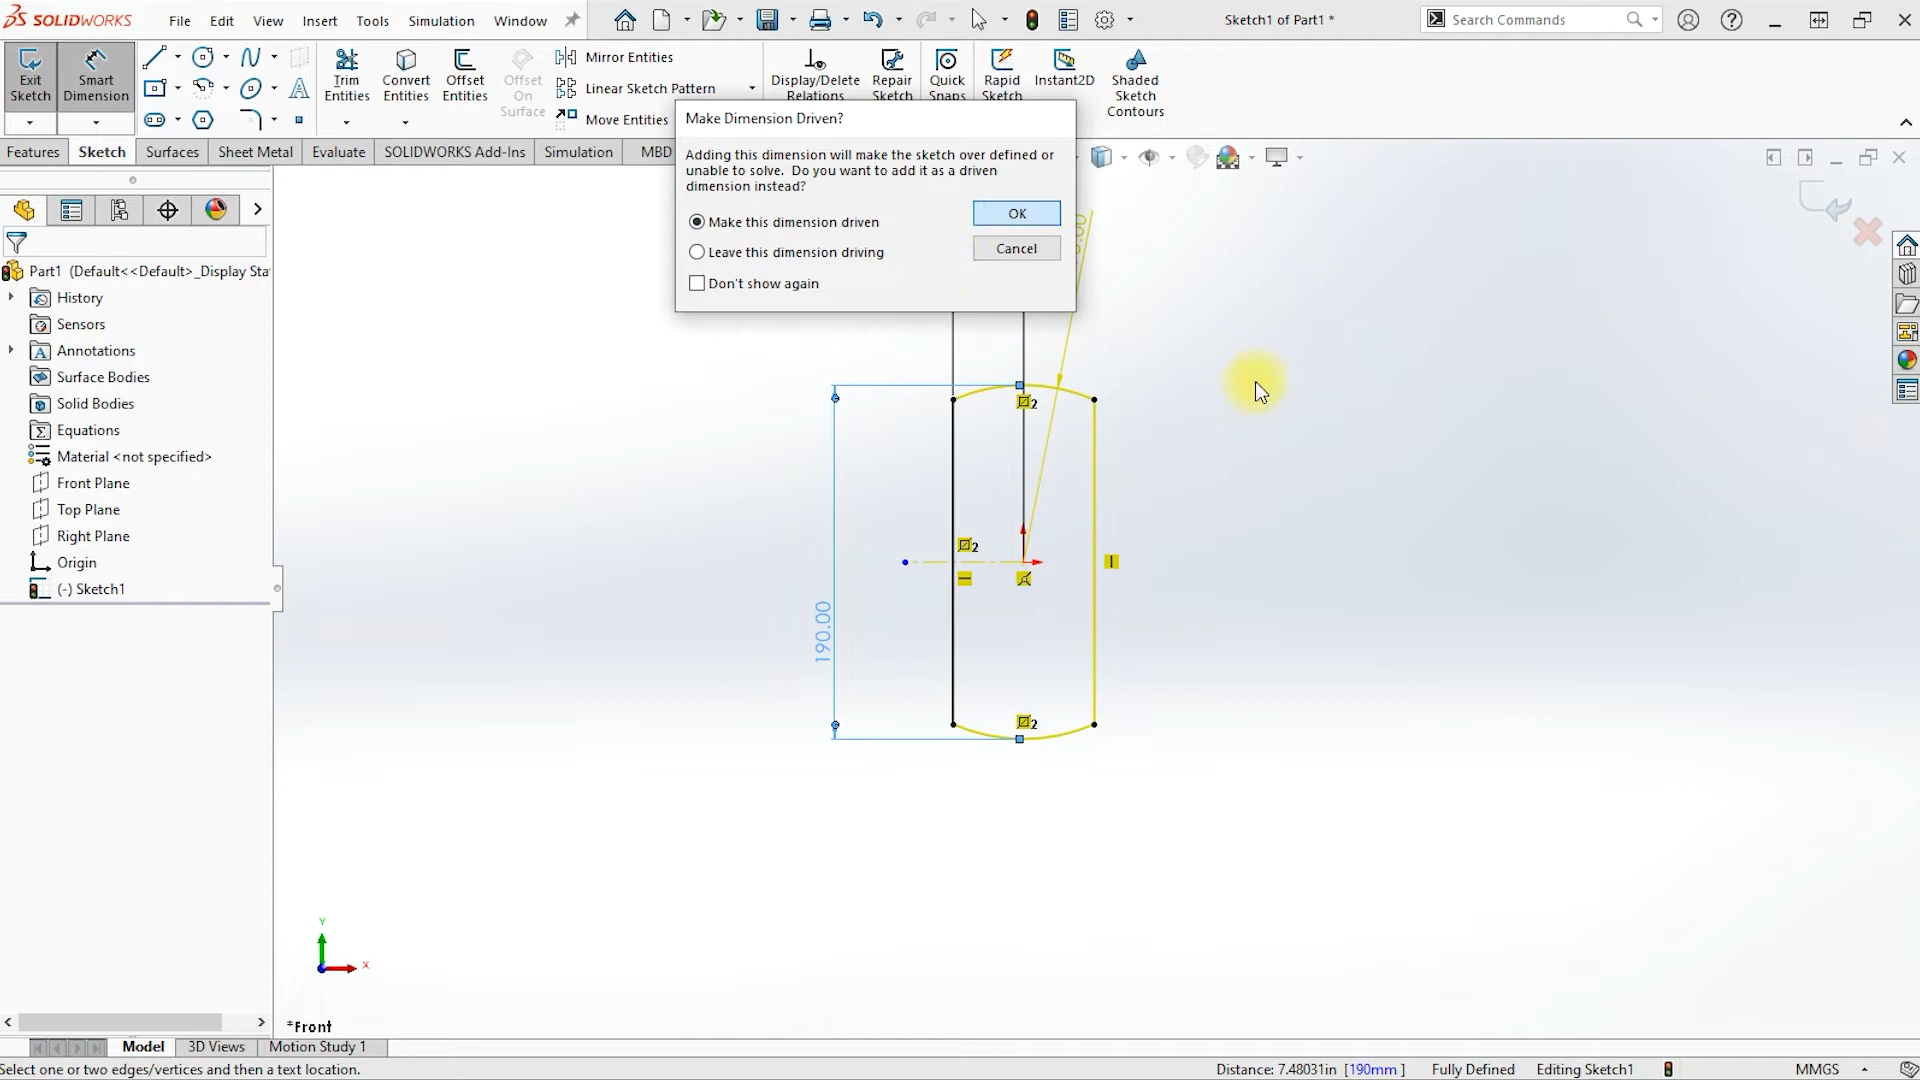 SOLIDWORKS File Edit View Insert Tools Simulation Window Sketch1 of Part1 * Search Commands
Exit Sketch
Smart Dimension
Trim Entities
Convert Entities
Offset Entities
Offset On Surface
Mirror Entities
Linear Sketch Pattern
Move Entities
Display/Delete Relations
Repair Sketch
Quick Snaps
Rapid Sketch
Instant2D
Shaded Sketch Contours
Features Sketch Surfaces Sheet Metal Evaluate SOLIDWORKS Add-Ins Simulation MBD
Make Dimension Driven?
Adding this dimension will make the sketch over defined or
unable to solve. Do you want to add it as a driven
dimension instead?
Make this dimension driven
Leave this dimension driving
Don't show again
OK
Cancel
Part1 (Default<<Default>_Display Sta
History
Sensors
Annotations
Surface Bodies
Solid Bodies
Equations
Material <not specified>
Front Plane
Top Plane
Right Plane
Origin
(-) Sketch1
2
2
190.00
2
Y
X
*Front
Model 3D Views Motion Study 1
Select one or two edges/vertices and then a text location.
Distance: 7.48031in [190mm ] Fully Defined Editing Sketch1 MMGS